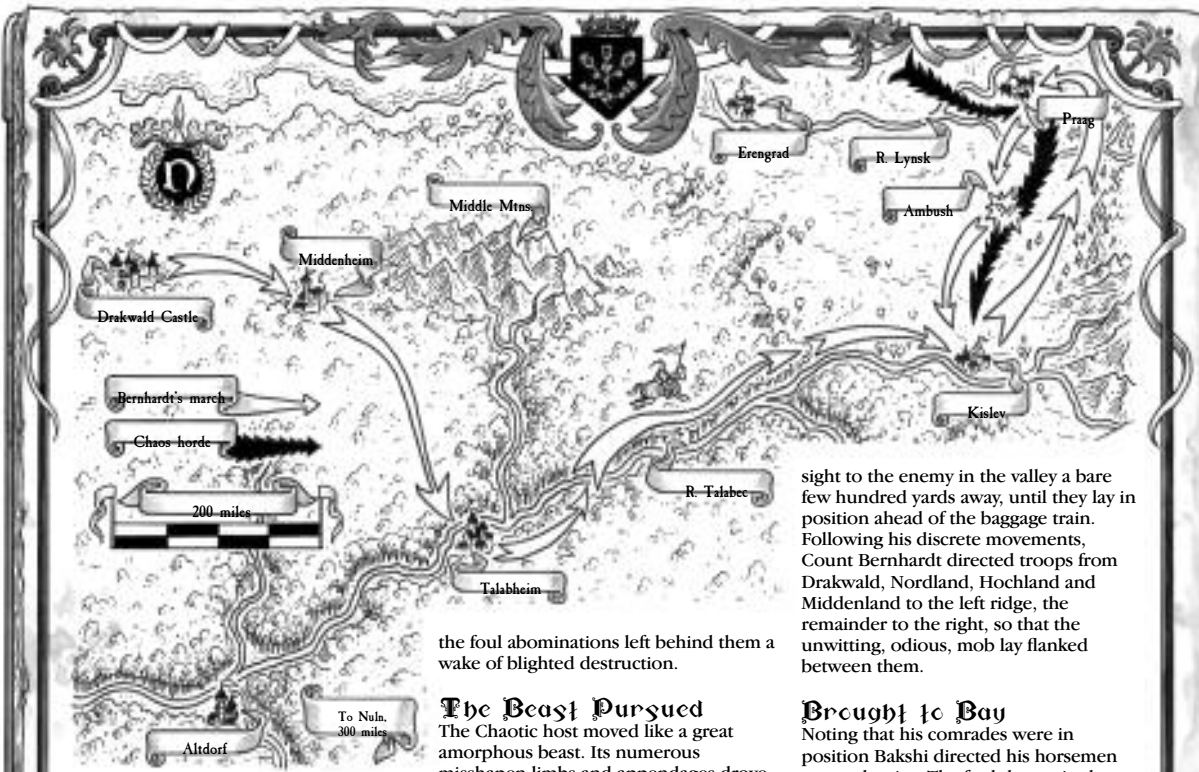 Praag
Erengrad
R. Lynsk
Middle Mtns.
Ambush
Middenheim
Drakwald Castle
Bernhardt's march
Kislev
Chaos horde
R. Talabec
200 miles
Talabheim
To Nuln,
300 miles
Altdorf
the foul abominations left behind them a
wake of blighted destruction.
The Beast Pursued
The Chaotic host moved like a great
amorphous beast. Its numerous
misshapen limbs and appendages drove
sight to the enemy in the valley a bare
few hundred yards away, until they lay in
position ahead of the baggage train.
Following his discrete movements,
Count Bernhardt directed troops from
Drakwald, Nordland, Hochland and
Middenland to the left ridge, the
remainder to the right, so that the
unwitting, odious, mob lay flanked
between them.
Brought to Bay
Noting that his comrades were in
position Bakshi directed his horsemen